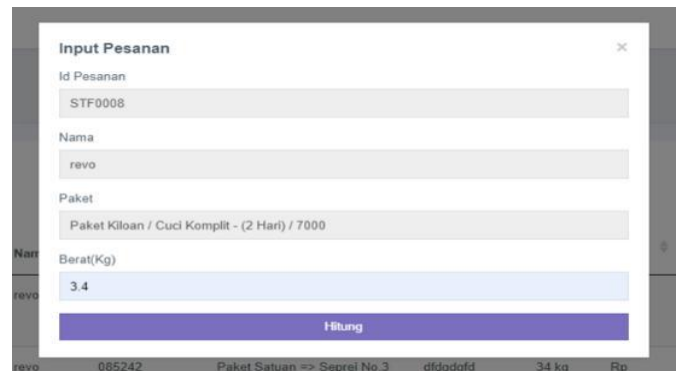 Input Pesanan ×
Id Pesanan
STF0008
Nama
revo
Paket
Paket Kiloan / Cuci Komplit - (2 Hari) / 7000
Nam
Berat(Kg)
revo
3.4
Hitung
revo 085242 Paket Satuan => Seprei No.3 dfdgdgfd 34 kg Rp